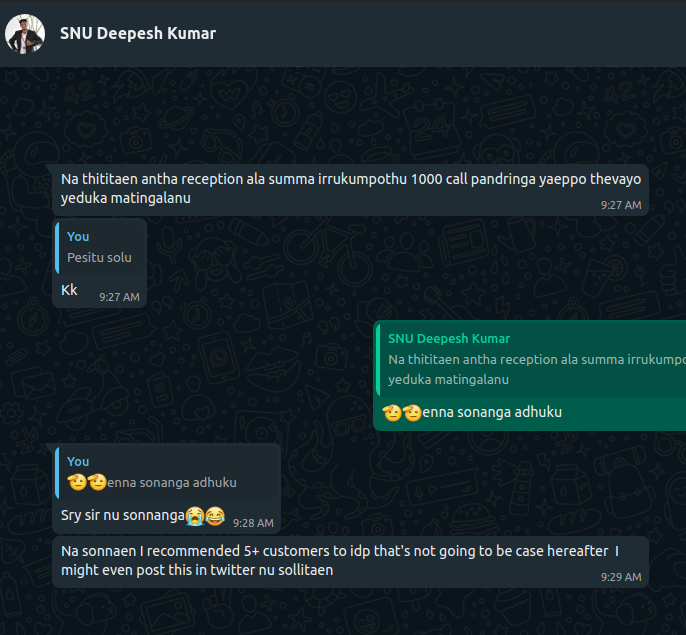 SNU Deepesh Kumar
Na thititaen antha reception ala summa irrukumpothu 1000 call pandringa yaeppo thevayo
yeduka matingalanu
9:27 AM
You
Pesitu solu
Kk
9:27 AM
SNU Deepesh Kumar
Na thititaen antha reception ala summa
yeduka matingalanu
🫡🫡enna sonanga adhuku
You
🫡🫡enna sonanga adhuku
Sry sir nu sonnanga😭😂
9:28 AM
Na sonnaen I recommended 5+ customers to idp that's not going to be case hereafter I
might even post this in twitter nu sollitaen
9:29 AM